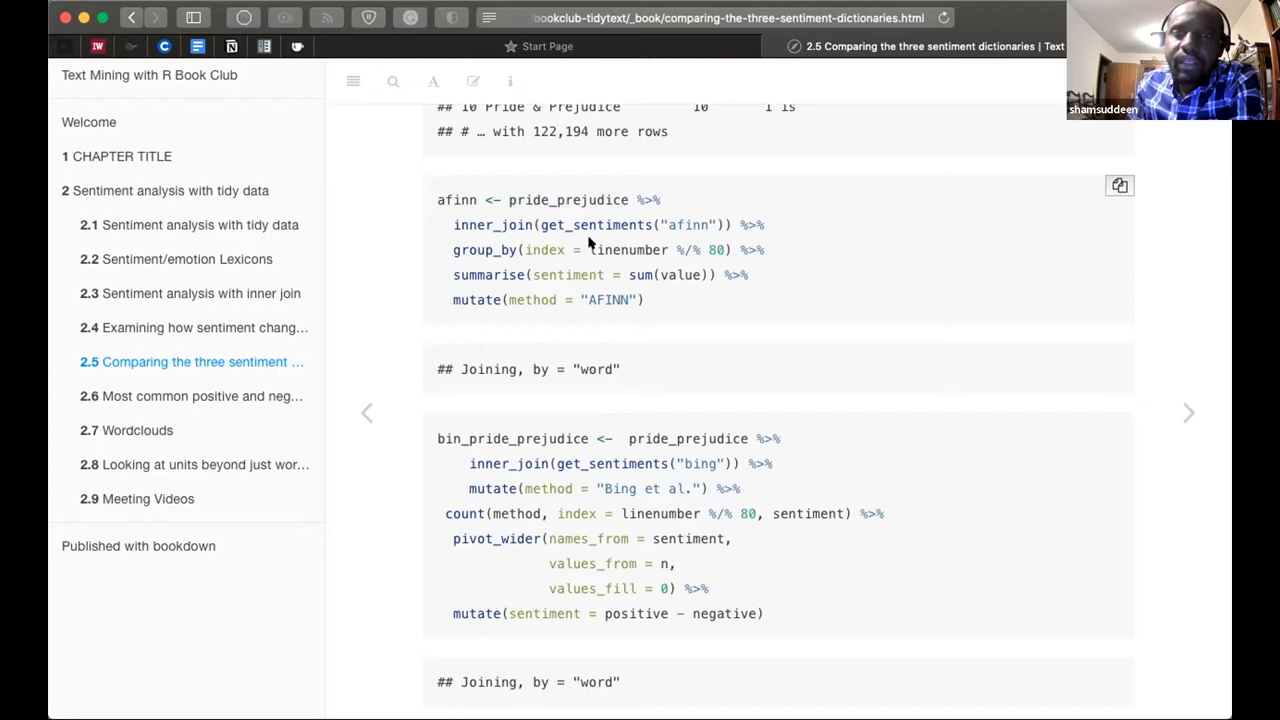 bookclub-tidytext/_book/comparing-the-three-sentiment-dictionaries.html
IW
C
N
Start Page
2.5 Comparing the three sentiment dictionaries | Text
shamsuddeen
Text Mining with R Book Club
Welcome
1 CHAPTER TITLE
2 Sentiment analysis with tidy data
2.1 Sentiment analysis with tidy data
2.2 Sentiment/emotion Lexicons
2.3 Sentiment analysis with inner join
2.4 Examining how sentiment chang…
2.5 Comparing the three sentiment …
2.6 Most common positive and neg…
2.7 Wordclouds
2.8 Looking at units beyond just wor…
2.9 Meeting Videos
Published with bookdown
A
i
## 10 Pride & Prejudice 10 1 is
## # … with 122,194 more rows
afinn <- pride_prejudice %>%
inner_join(get_sentiments("afinn")) %>%
group_by(index = linenumber %/% 80) %>%
summarise(sentiment = sum(value)) %>%
mutate(method = "AFINN")
## Joining, by = "word"
bin_pride_prejudice <- pride_prejudice %>%
inner_join(get_sentiments("bing")) %>%
mutate(method = "Bing et al.") %>%
count(method, index = linenumber %/% 80, sentiment) %>%
pivot_wider(names_from = sentiment,
values_from = n,
values_fill = 0) %>%
mutate(sentiment = positive - negative)
## Joining, by = "word"